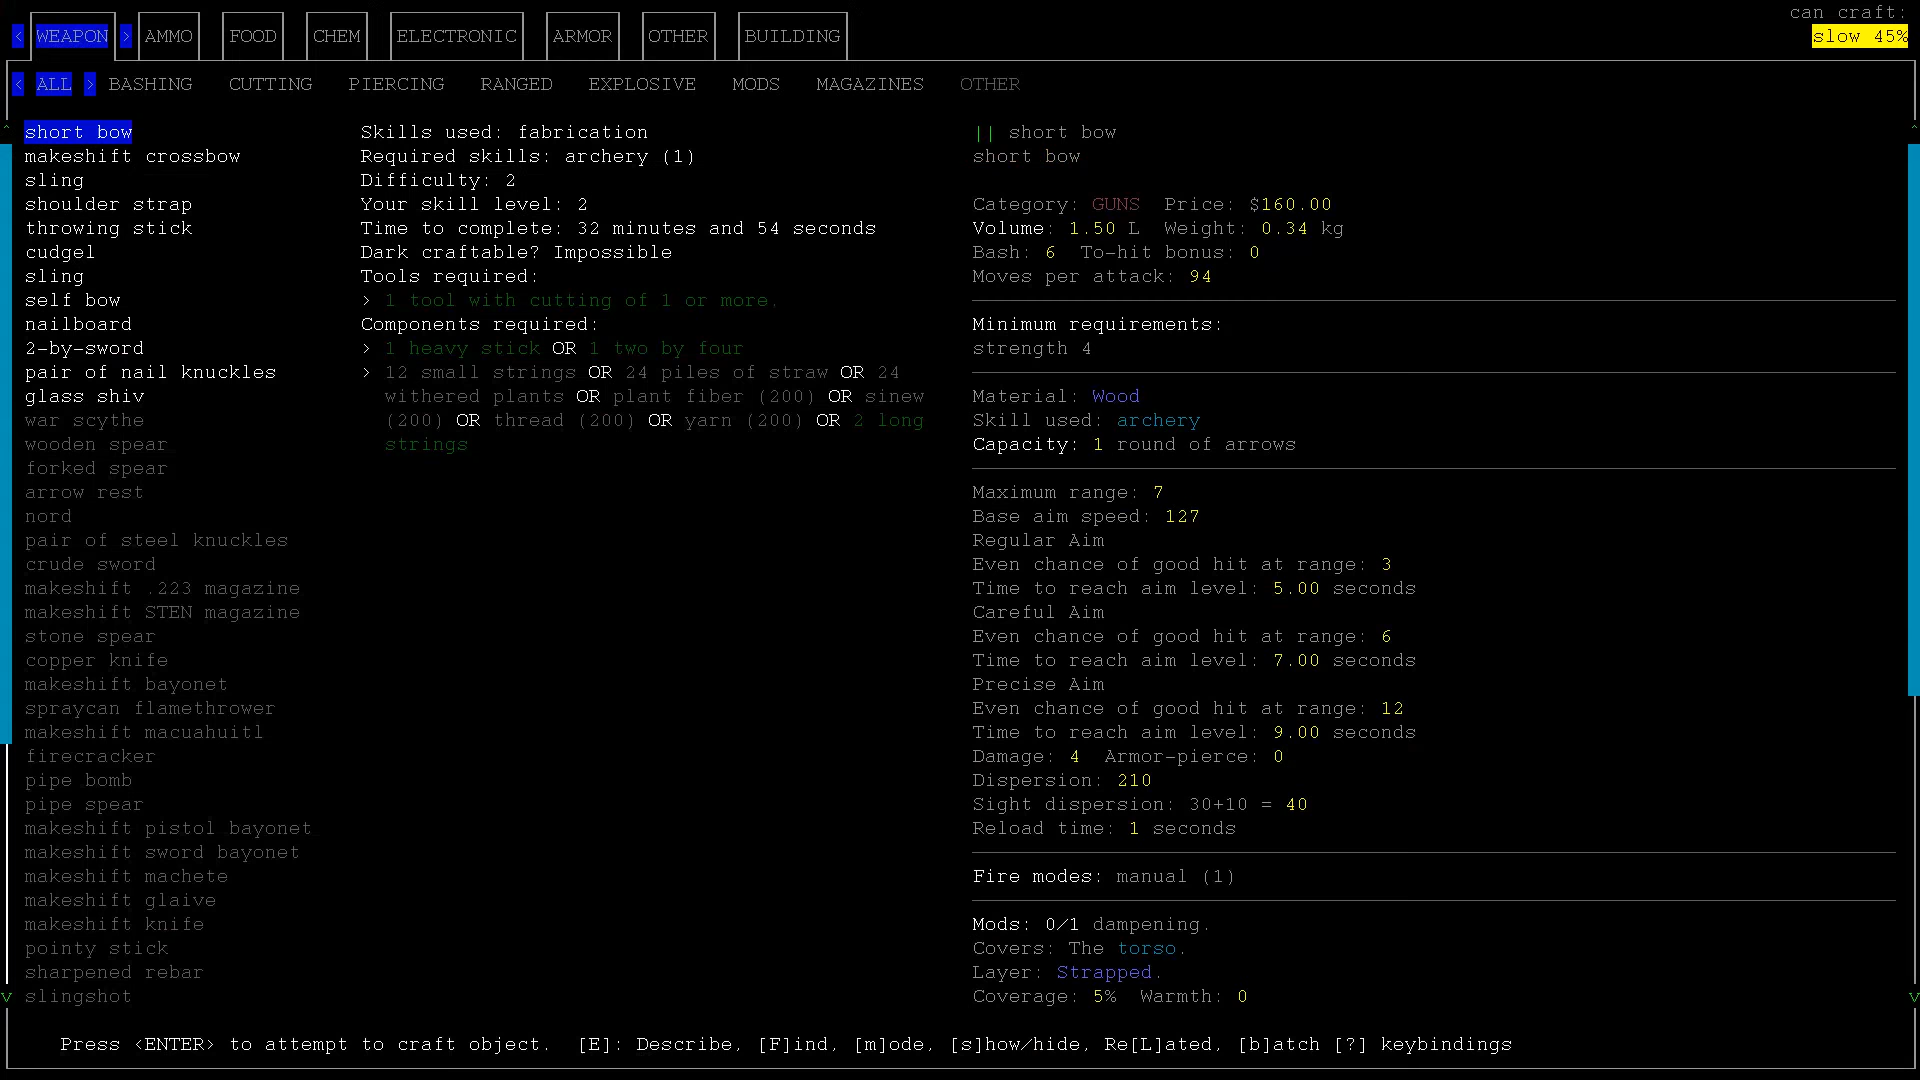 can craft:
< WEAPON > AMMO FOOD CHEM ELECTRONIC ARMOR OTHER BUILDING
slow 45%
< ALL > BASHING CUTTING PIERCING RANGED EXPLOSIVE MODS MAGAZINES OTHER
short bow
makeshift crossbow
sling
shoulder strap
throwing stick
cudgel
sling
self bow
nailboard
2-by-sword
pair of nail knuckles
glass shiv
war scythe
wooden spear
forked spear
arrow rest
nord
pair of steel knuckles
crude sword
makeshift .223 magazine
makeshift STEN magazine
stone spear
copper knife
makeshift bayonet
spraycan flamethrower
makeshift macuahuitl
firecracker
pipe bomb
pipe spear
makeshift pistol bayonet
makeshift sword bayonet
makeshift machete
makeshift glaive
makeshift knife
pointy stick
sharpened rebar
v slingshot
Skills used: fabrication
Required skills: archery (1)
Difficulty: 2
Your skill level: 2
Time to complete: 32 minutes and 54 seconds
Dark craftable? Impossible
Tools required:
> 1 tool with cutting of 1 or more.
Components required:
> 1 heavy stick OR 1 two by four
> 12 small strings OR 24 piles of straw OR 24
withered plants OR plant fiber (200) OR sinew
(200) OR thread (200) OR yarn (200) OR 2 long
strings
|| short bow
short bow
Category: GUNS Price: $160.00
Volume: 1.50 L Weight: 0.34 kg
Bash: 6 To-hit bonus: 0
Moves per attack: 94
Minimum requirements:
strength 4
Material: Wood
Skill used: archery
Capacity: 1 round of arrows
Maximum range: 7
Base aim speed: 127
Regular Aim
Even chance of good hit at range: 3
Time to reach aim level: 5.00 seconds
Careful Aim
Even chance of good hit at range: 6
Time to reach aim level: 7.00 seconds
Precise Aim
Even chance of good hit at range: 12
Time to reach aim level: 9.00 seconds
Damage: 4 Armor-pierce: 0
Dispersion: 210
Sight dispersion: 30+10 = 40
Reload time: 1 seconds
Fire modes: manual (1)
Mods: 0/1 dampening.
Covers: The torso.
Layer: Strapped.
Coverage: 5% Warmth: 0
v
Press <ENTER> to attempt to craft object. [E]: Describe, [F]ind, [m]ode, [s]how/hide, Re[L]ated, [b]atch [?] keybindings